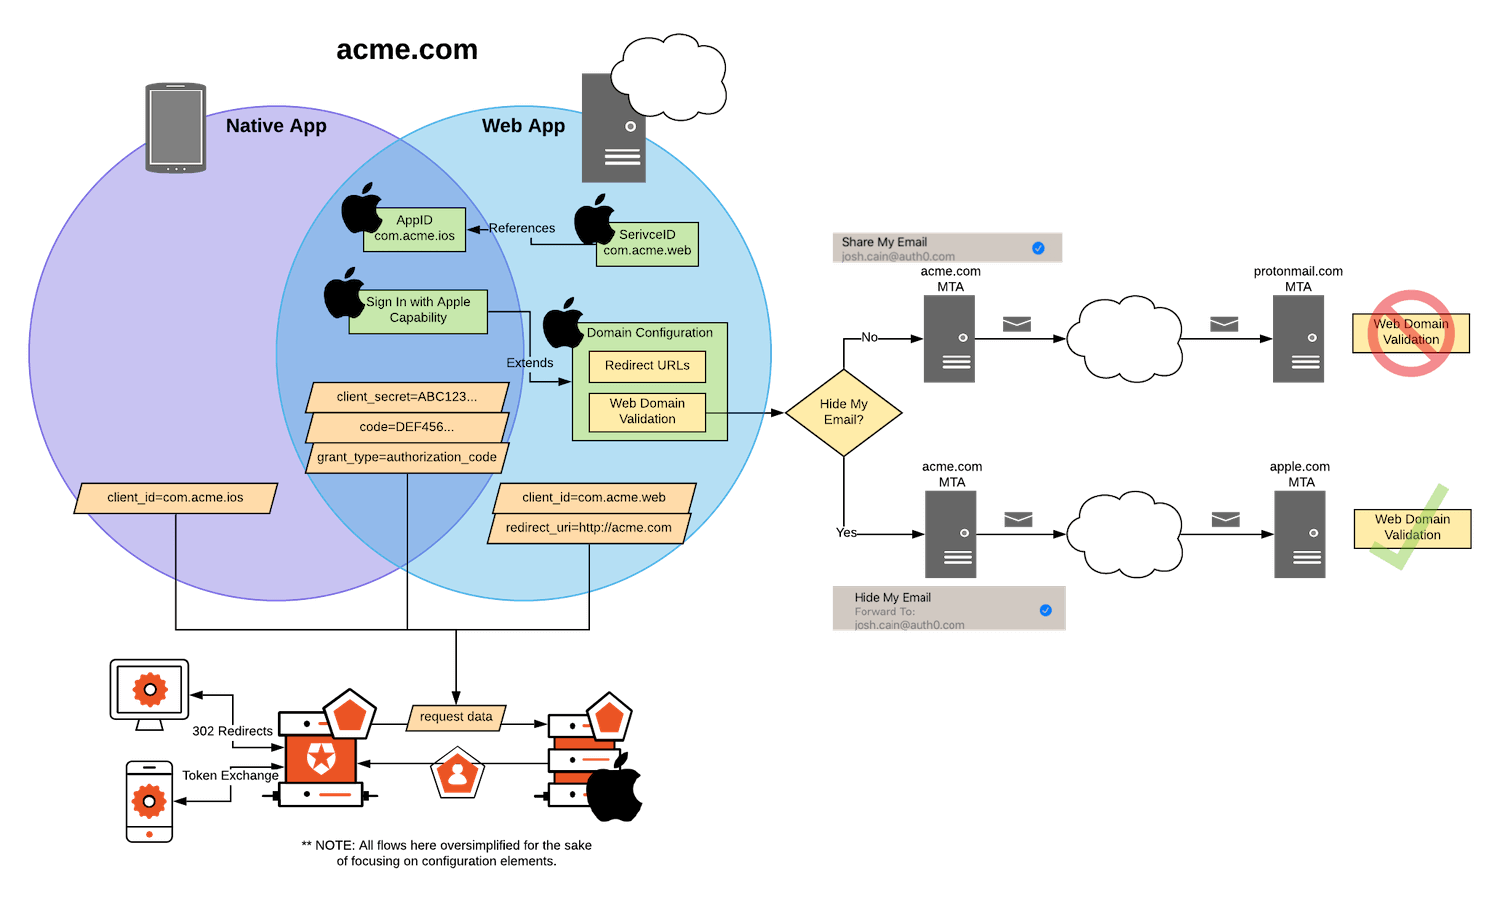 acme.com
Native App
Web App
AppID
com.acme.ios
References
SerivceID
com.acme.web
Sign In with Apple
Capability
Extends
Domain Configuration
Redirect URLs
Web Domain
Validation
client_secret=ABC123...
code=DEF456...
grant_type=authorization_code
client_id=com.acme.ios
client_id=com.acme.web
redirect_uri=http://acme.com
Hide My
Email?
No
Yes
Share My Email
josh.cain@auth0.com
acme.com
MTA
protonmail.com
MTA
Web Domain
Validation
acme.com
MTA
apple.com
MTA
Web Domain
Validation
Hide My Email
Forward To:
josh.cain@auth0.com
302 Redirects
Token Exchange
request data
** NOTE: All flows here oversimplified for the sake
of focusing on configuration elements.